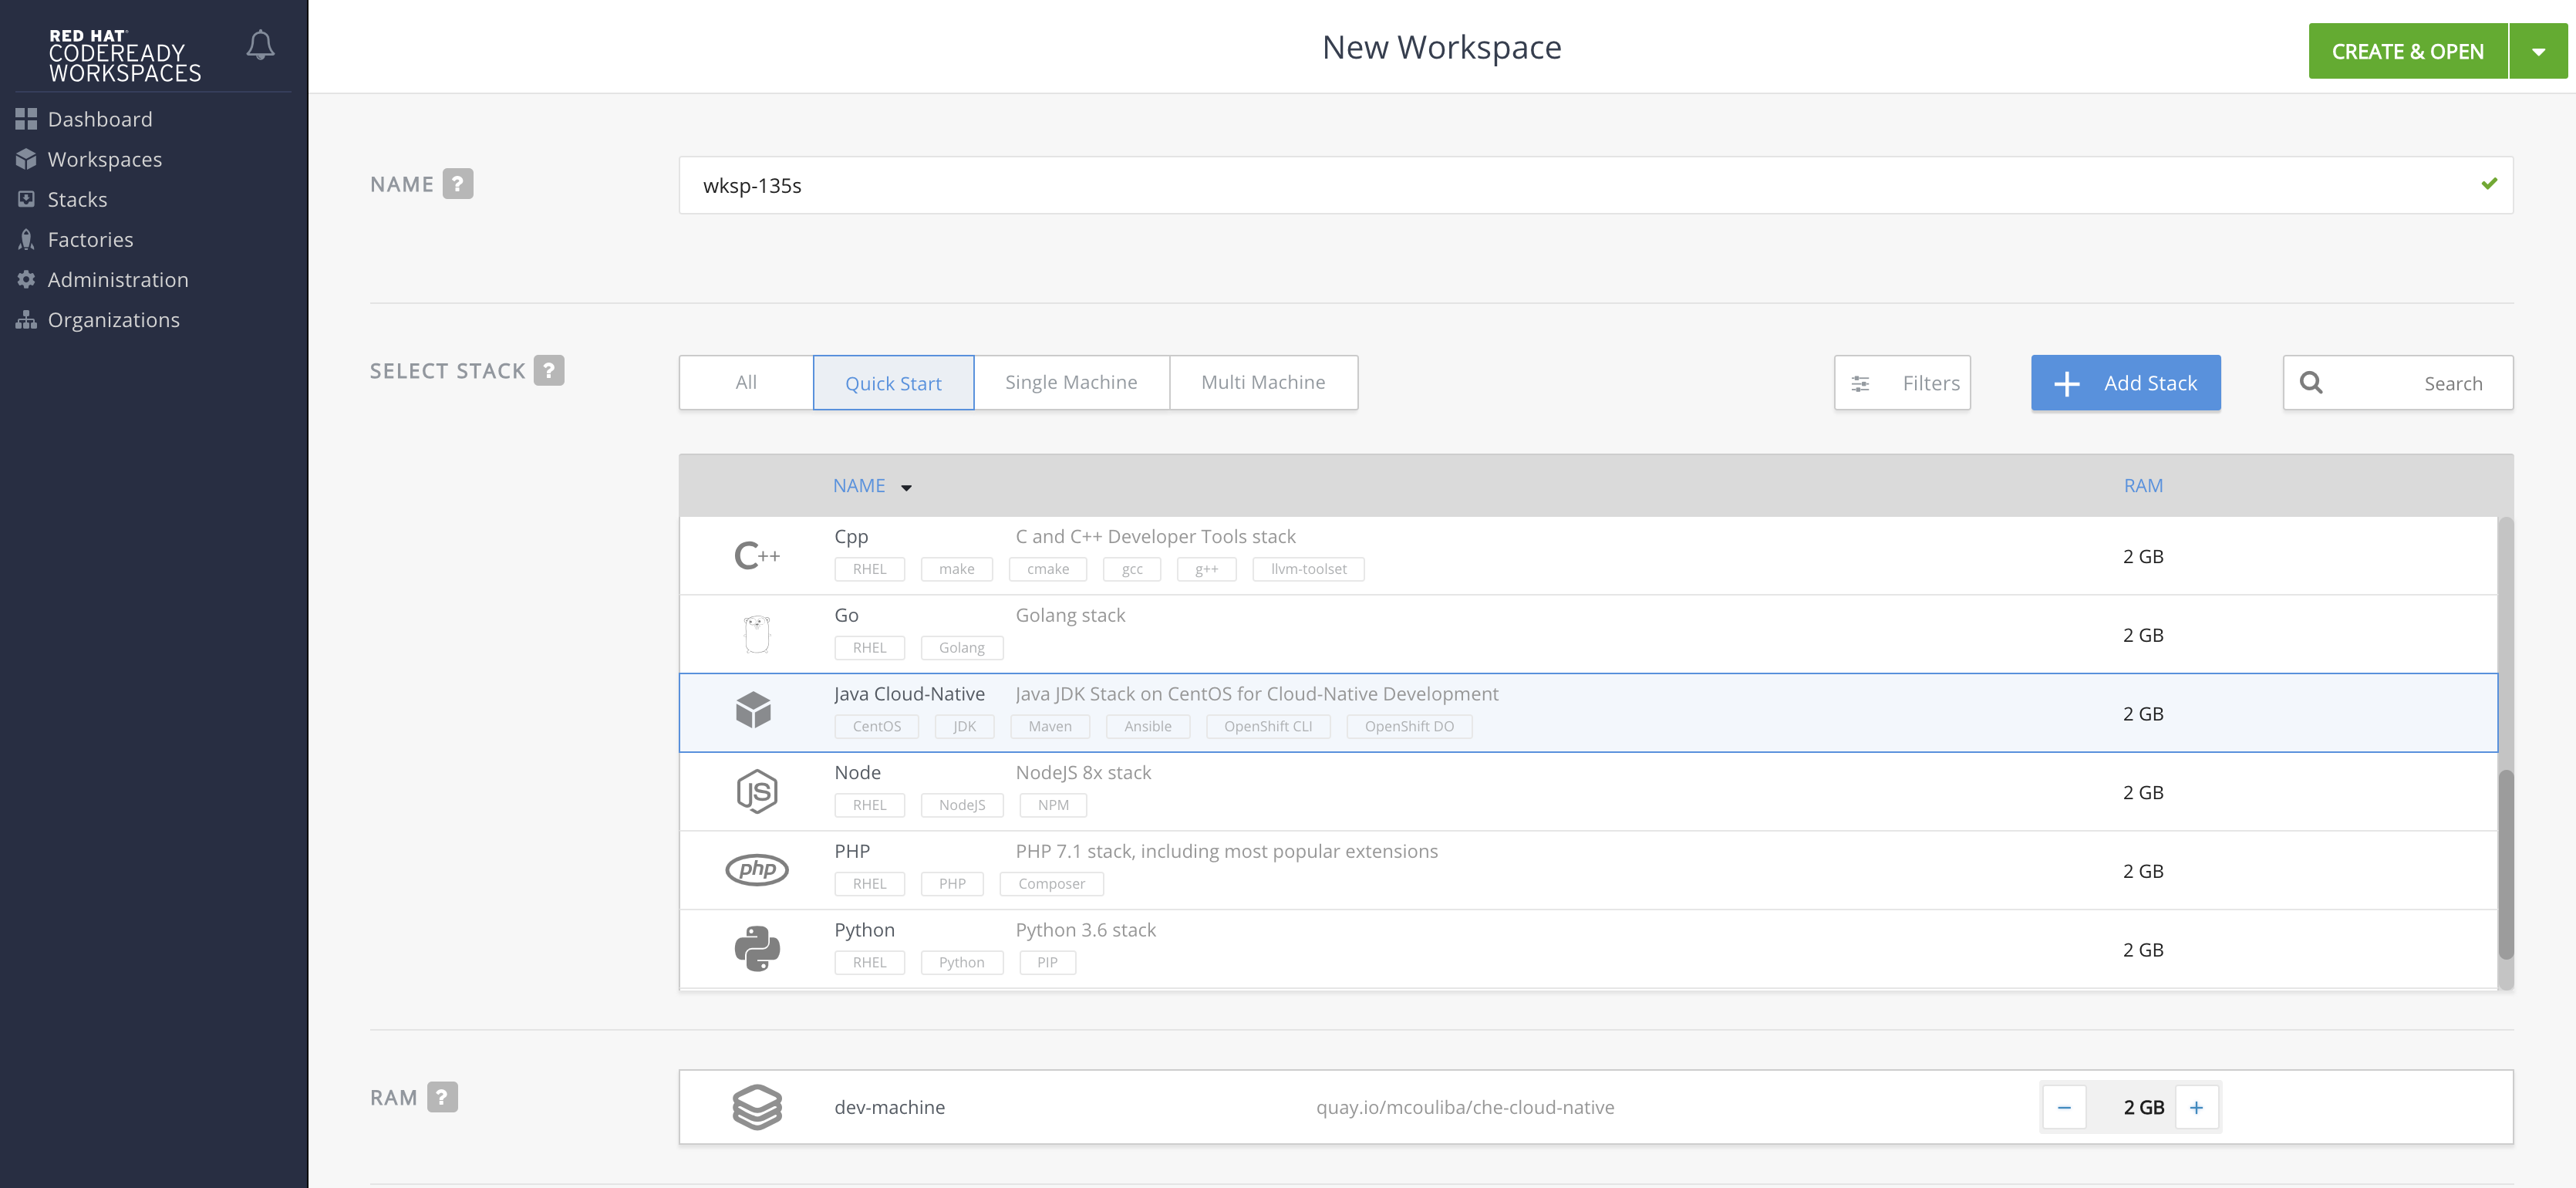 RED HAT
CODEREADY
WORKSPACES
Dashboard
Workspaces
Stacks
Factories
Administration
Organizations
New Workspace
CREATE & OPEN
NAME ?
wksp-135s
SELECT STACK ?
All
Quick Start
Single Machine
Multi Machine
Filters
Add Stack
Search
NAME
RAM
C++
Cpp
C and C++ Developer Tools stack
2 GB
RHEL make cmake gcc g++ llvm-toolset
Go
Golang stack
2 GB
RHEL Golang
Java Cloud-Native
Java JDK Stack on CentOS for Cloud-Native Development
2 GB
CentOS JDK Maven Ansible OpenShift CLI OpenShift DO
JS
Node
NodeJS 8x stack
2 GB
RHEL NodeJS NPM
php
PHP
PHP 7.1 stack, including most popular extensions
2 GB
RHEL PHP Composer
Python
Python 3.6 stack
2 GB
RHEL Python PIP
RAM ?
dev-machine
quay.io/mcouliba/che-cloud-native
− 2 GB +